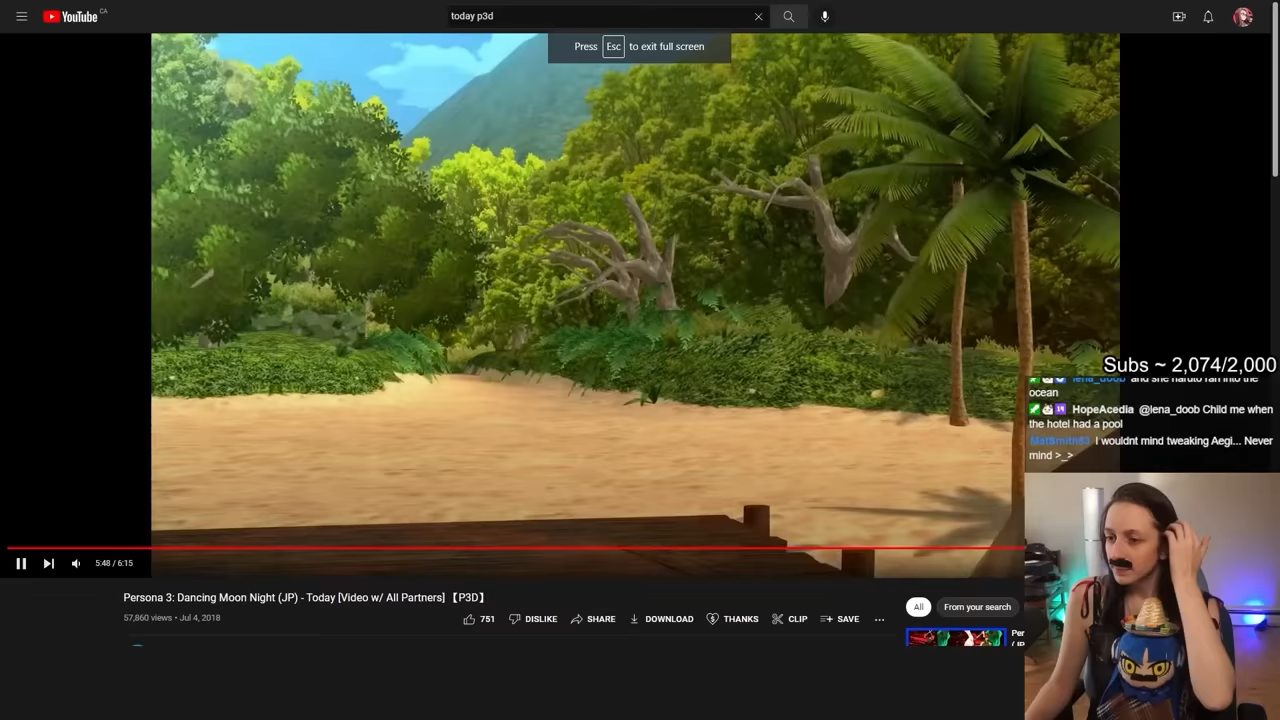 YouTube CA
today p3d
Press Esc to exit full screen
Subs ~ 2,074/2,000
lena_doob and she naruto ran into the
ocean
HopeAcedia @lena_doob Child me when
the hotel had a pool
MatSmith83 I wouldnt mind tweaking Aegi... Never
mind >_>
5:48 / 6:15
Persona 3: Dancing Moon Night (JP) - Today [Video w/ All Partners] 【P3D】
57,860 views • Jul 4, 2018
751
DISLIKE
SHARE
DOWNLOAD
THANKS
CLIP
SAVE
All
From your search
Per